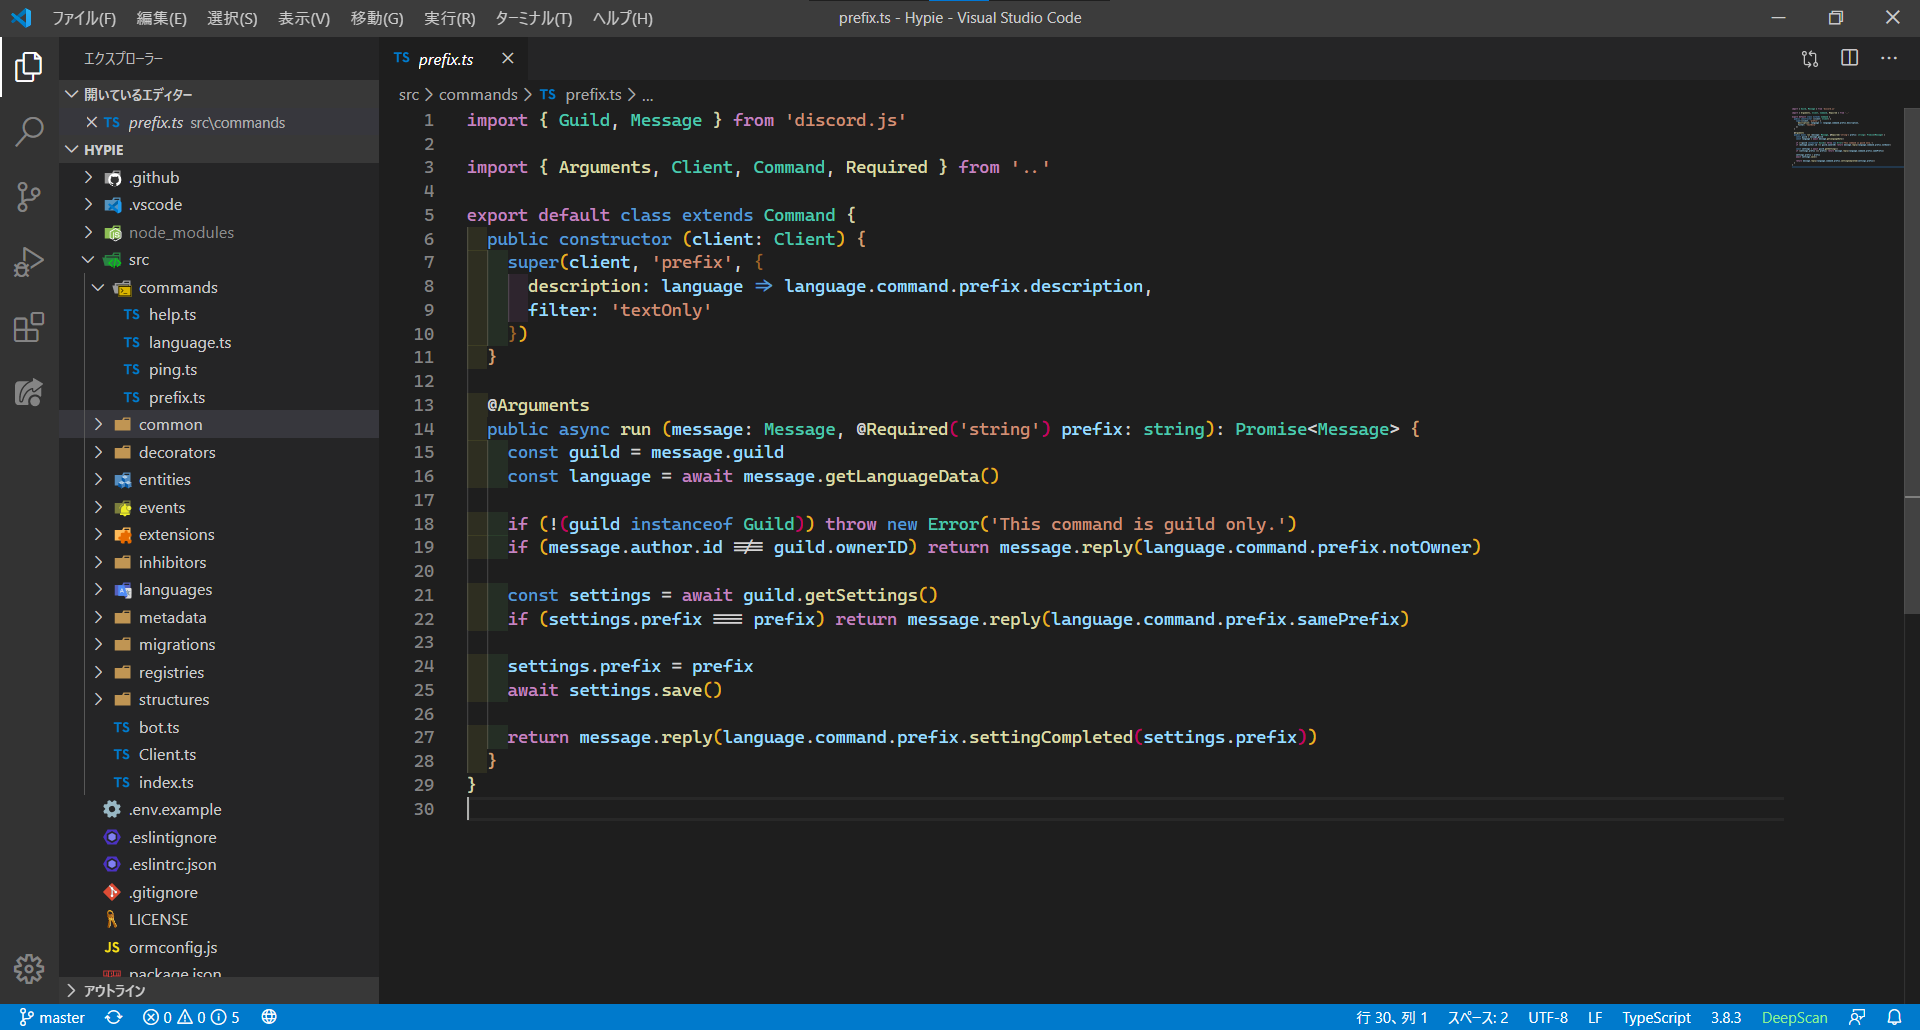 ファイル(F) 編集(E) 選択(S) 表示(V) 移動(G) 実行(R) ターミナル(T) ヘルプ(H) prefix.ts - Hypie - Visual Studio Code
エクスプローラー
開いているエディター
TS prefix.ts src\commands
HYPIE
.github
.vscode
node_modules
src
commands
TS help.ts
TS language.ts
TS ping.ts
TS prefix.ts
common
decorators
entities
events
extensions
inhibitors
languages
metadata
migrations
registries
structures
TS bot.ts
TS Client.ts
TS index.ts
.env.example
.eslintignore
.eslintrc.json
.gitignore
LICENSE
JS ormconfig.js
package.json
アウトライン
TS prefix.ts
src > commands > TS prefix.ts > ...
1 import { Guild, Message } from 'discord.js'
2
3 import { Arguments, Client, Command, Required } from '..'
4
5 export default class extends Command {
6 public constructor (client: Client) {
7 super(client, 'prefix', {
8 description: language => language.command.prefix.description,
9 filter: 'textOnly'
10 })
11 }
12
13 @Arguments
14 public async run (message: Message, @Required('string') prefix: string): Promise<Message> {
15 const guild = message.guild
16 const language = await message.getLanguageData()
17
18 if (!(guild instanceof Guild)) throw new Error('This command is guild only.')
19 if (message.author.id !== guild.ownerID) return message.reply(language.command.prefix.notOwner)
20
21 const settings = await guild.getSettings()
22 if (settings.prefix === prefix) return message.reply(language.command.prefix.samePrefix)
23
24 settings.prefix = prefix
25 await settings.save()
26
27 return message.reply(language.command.prefix.settingCompleted(settings.prefix))
28 }
29 }
30
master 0 0 5 行 30、列 1 スペース: 2 UTF-8 LF TypeScript 3.8.3 DeepScan